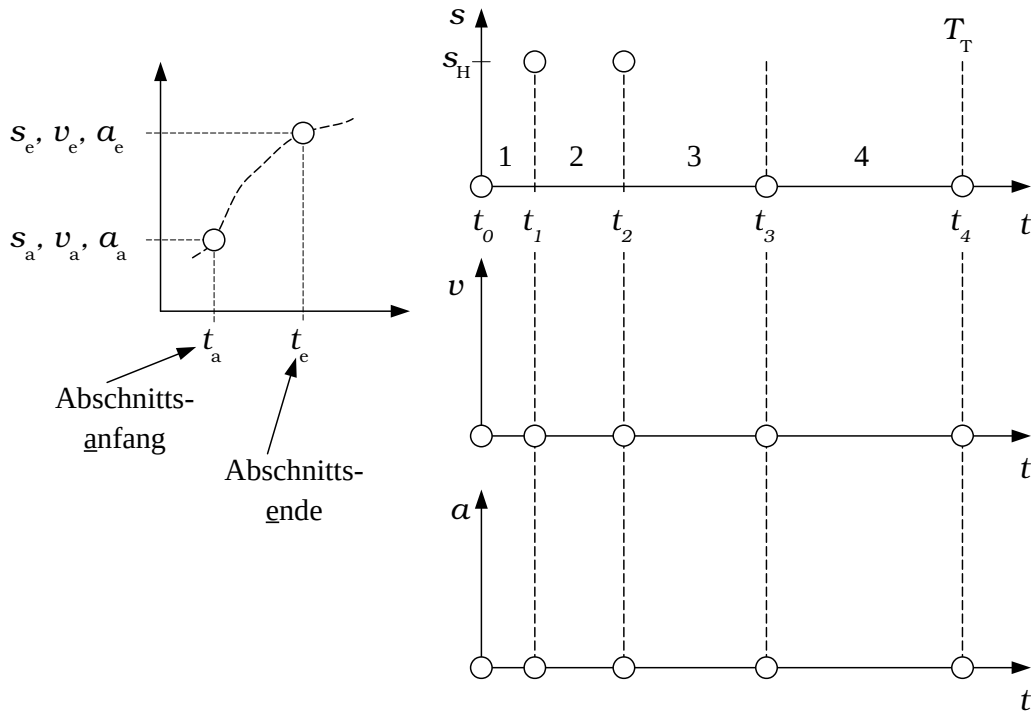 s_e, v_e, a_e
s_a, v_a, a_a
t_a t_e
Abschnitts-
anfang
Abschnitts-
ende
s
s_H
T_T
1 2 3 4
t_0 t_1 t_2 t_3 t_4 t
v
t
a
t